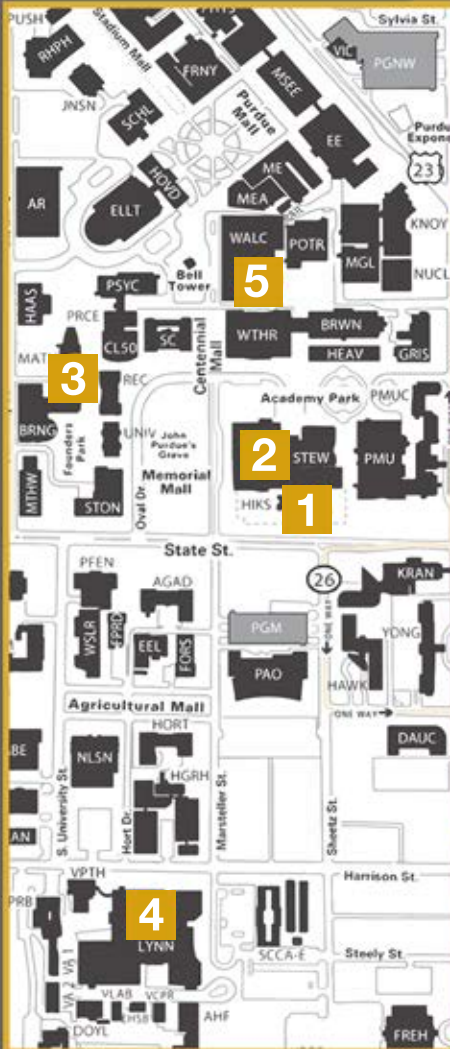 PUSH
PHYS
Sylvia St.
RHPH
Stadium Mall
FRNY
VIC
PGNW
MSEE
JNSN
SCHL
Purdue
Mall
EE
Purdu
Expone
23
HOVD
ME
MEA
AR
ELLT
WALC
POTR
KNOY
MGL
NUCL
Bell
Tower
PSYC
5
HAAS
PRCE
CL50
SC
Centennial
Mall
WTHR
BRWN
HEAV
GRIS
MAT
3
REC
Academy Park
PMUC
BRNG
Founders
Park
UNIV
John
Purdue's
Grave
2
STEW
PMU
MTHW
STON
Oval Dr.
Memorial
Mall
HIKS
1
State St.
PFEN
AGAD
26
KRAN
WSLR
FPRD
EEL
FORS
PGM
ONE WAY
YONG
PAO
HAWK
Agricultural Mall
ONE WAY
HORT
DAUC
ABE
NLSN
HGRH
S. University St.
Hort Dr.
Marsteller St.
Sheetz St.
AN
Harrison St.
VPTH
PRB
4
LYNN
VA 1
SCCA-E
Steely St.
VA 2
VLAB
VCPR
CHSB
AHF
DOYL
FREH